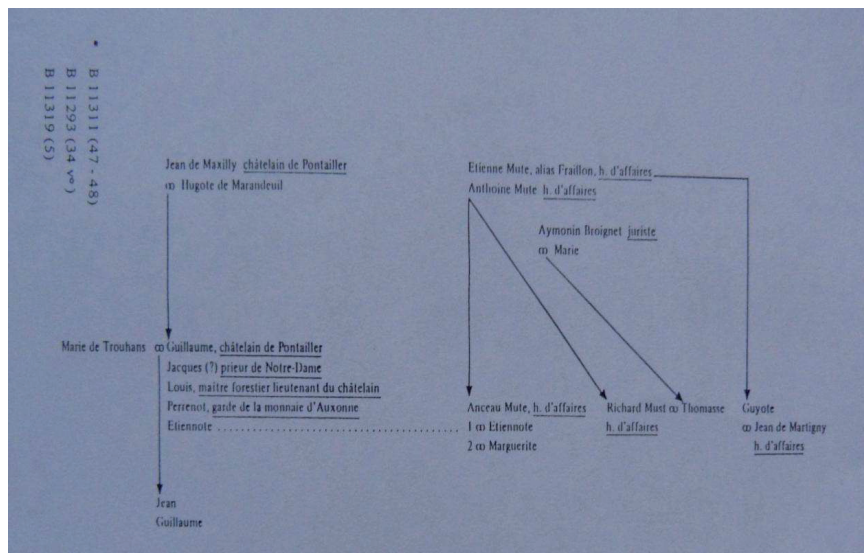 * B 11311 (47 - 48)
B 11293 (34 v°)
B 11319 (5)
Jean de Maxilly châtelain de Pontailler
∞ Hugote de Marandeuil
Etienne Mute, alias Fraillon, h. d'affaires
Anthoine Mute h. d'affaires
Aymonin Broignet juriste
∞ Marie
Marie de Trouhans ∞ Guillaume, châtelain de Pontailler
Jacques (?) prieur de Notre-Dame
Louis, maitre forestier lieutenant du châtelain
Perrenot, garde de la monnaie d'Auxonne
Etiennote
Anceau Mute, h. d'affaires
1 ∞ Etiennote
2 ∞ Marguerite
Richard Must ∞ Thomasse
h. d'affaires
Guyote
∞ Jean de Martigny
h. d'affaires
Jean
Guillaume